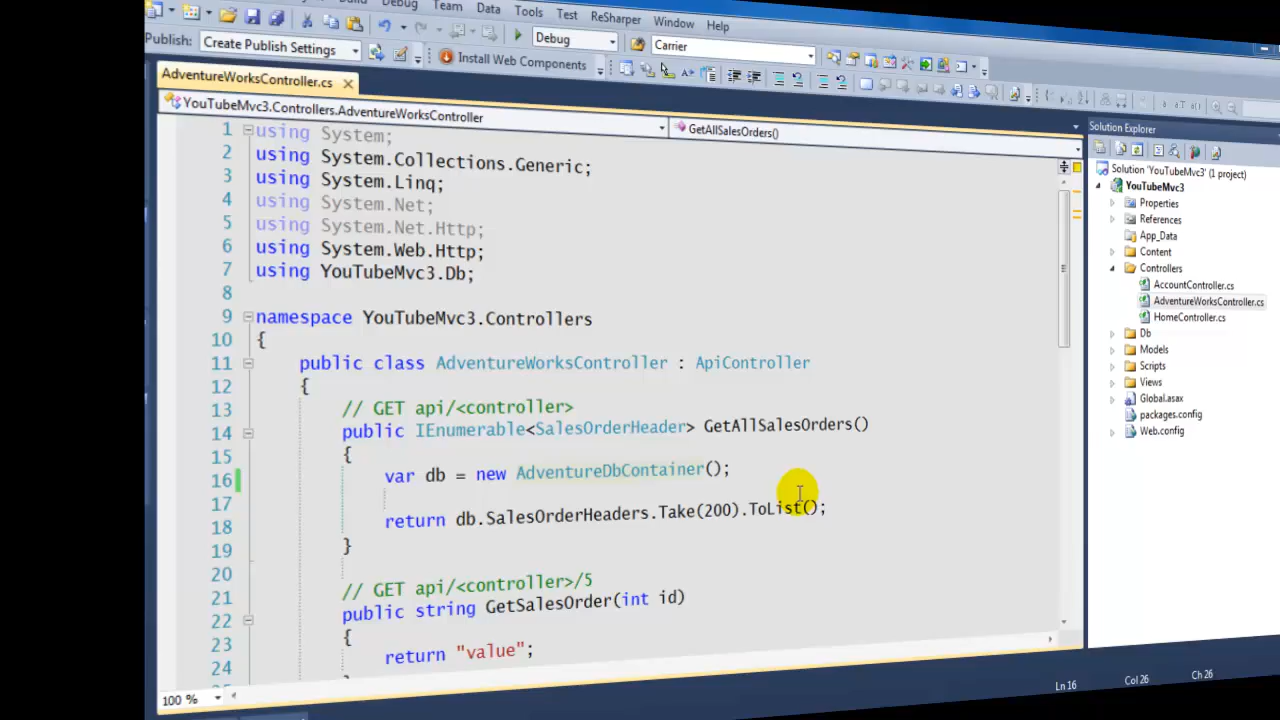 Debug
Team
Data
Tools
Test
ReSharper
Window
Help
Publish: Create Publish Settings
Debug
Carrier
Install Web Components
AdventureWorksController.cs
YouTubeMvc3.Controllers.AdventureWorksController
GetAllSalesOrders()
1 using System;
2 using System.Collections.Generic;
3 using System.Linq;
4 using System.Net;
5 using System.Net.Http;
6 using System.Web.Http;
7 using YouTubeMvc3.Db;
8
9 namespace YouTubeMvc3.Controllers
10 {
11 public class AdventureWorksController : ApiController
12 {
13 // GET api/<controller>
14 public IEnumerable<SalesOrderHeader> GetAllSalesOrders()
15 {
16 var db = new AdventureDbContainer();
17
18 return db.SalesOrderHeaders.Take(200).ToList();
19 }
20
21 // GET api/<controller>/5
22 public string GetSalesOrder(int id)
23 {
24 return "value";
100 %
Ln 16
Col 26
Ch 26
Solution Explorer
Solution 'YouTubeMvc3' (1 project)
YouTubeMvc3
Properties
References
App_Data
Content
Controllers
AccountController.cs
AdventureWorksController.cs
HomeController.cs
Db
Models
Scripts
Views
Global.asax
packages.config
Web.config